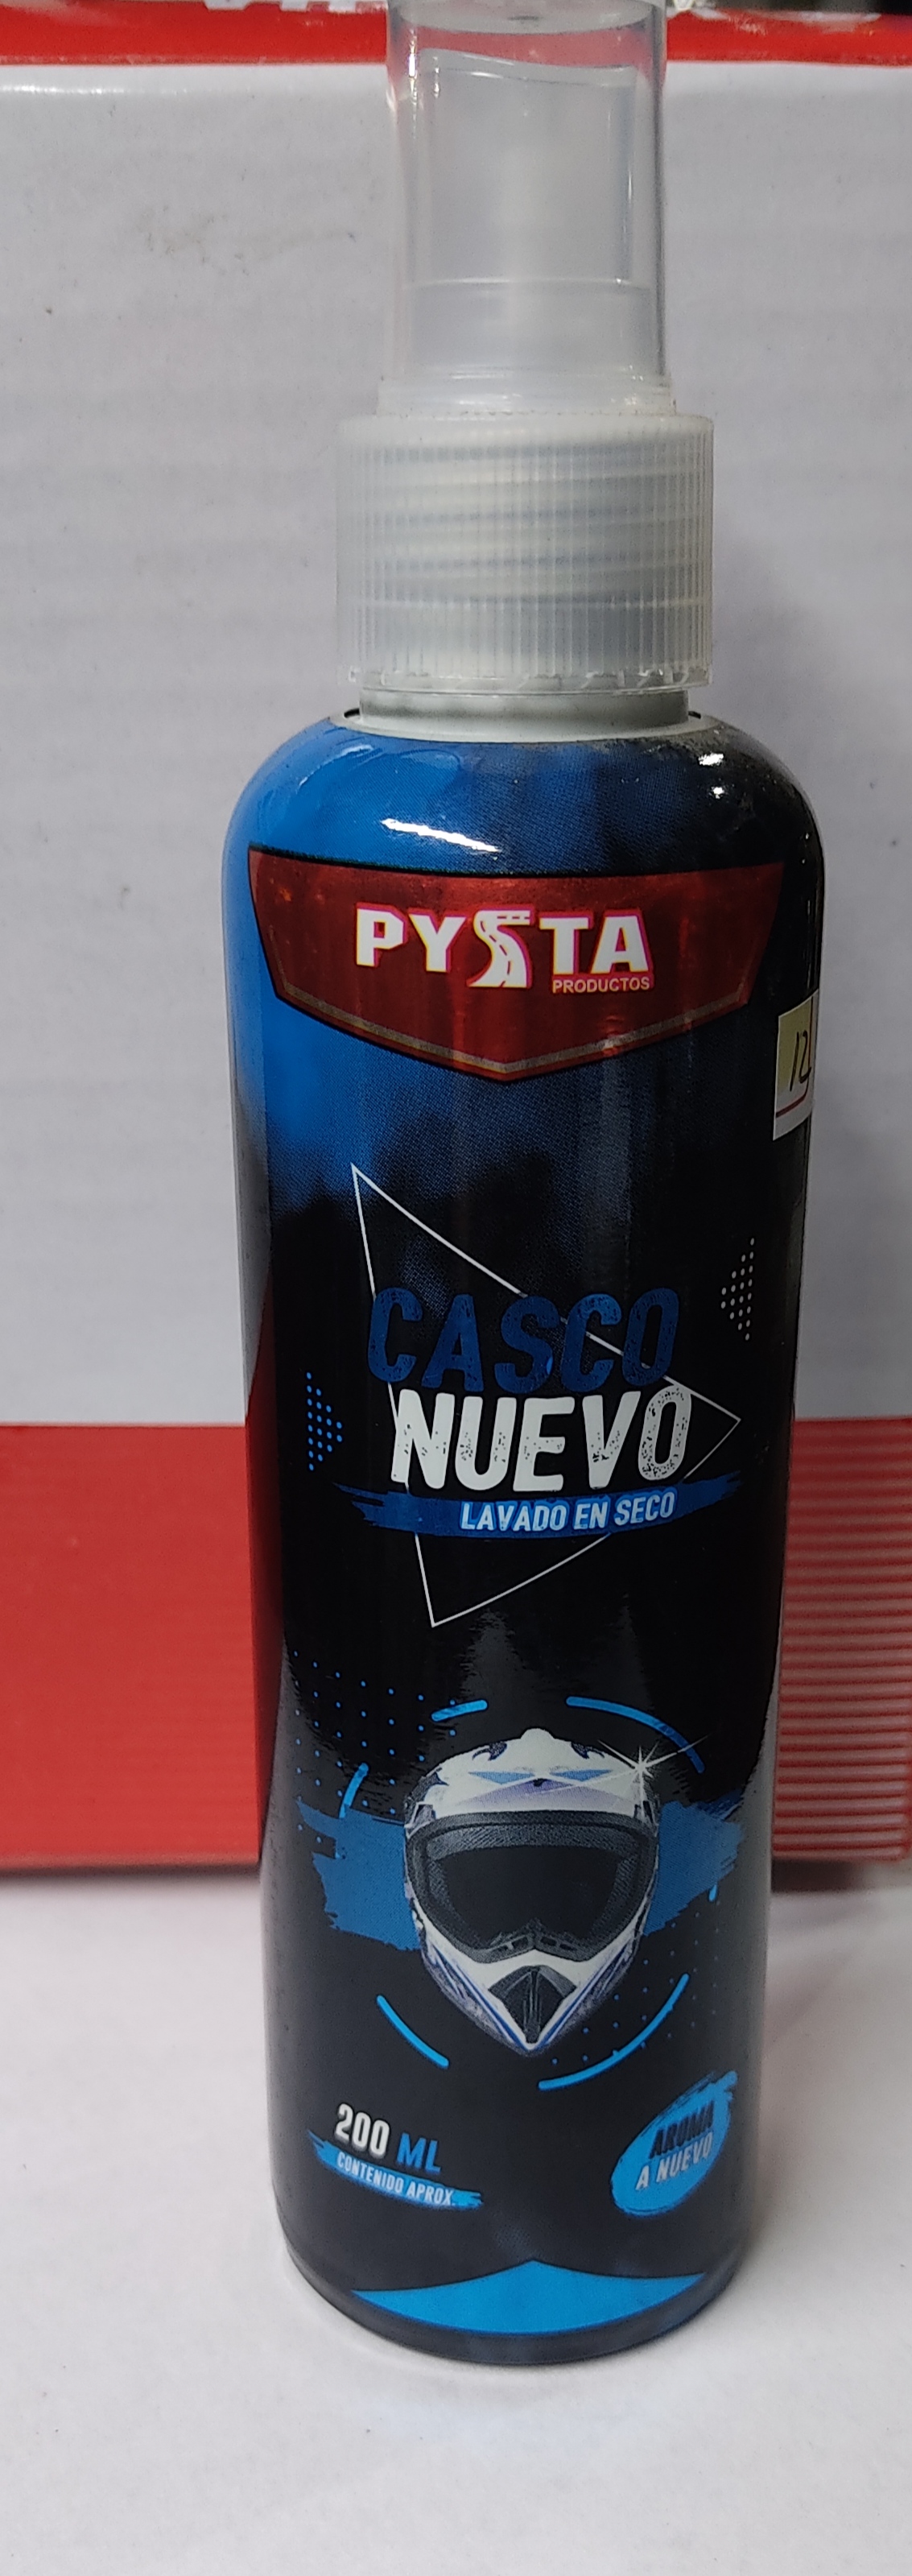 PYSTA
PRODUCTOS
CASCO
NUEVO
LAVADO EN SECO
200 ML
CONTENIDO APROX.
AROMA
A NUEVO